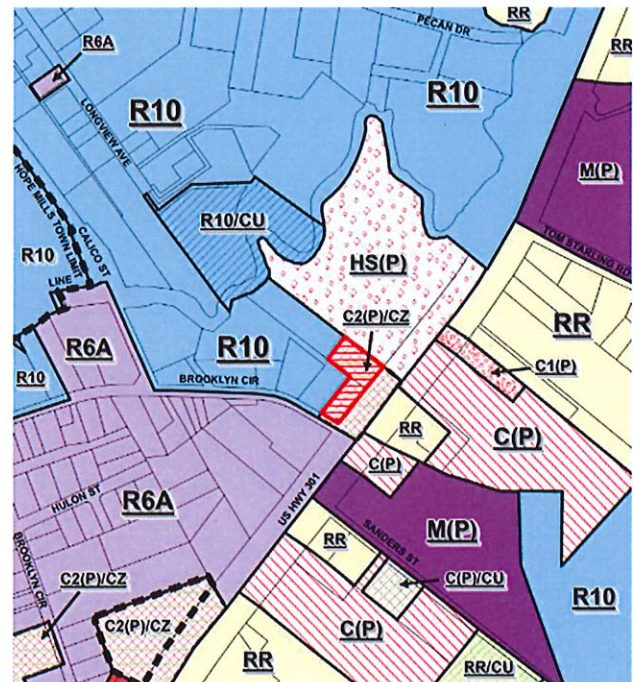 PECAN DR
RR
R6A
RR
R10
R10
LONGVIEW AVE
M(P)
R10/CU
HOPE MILLS TOWN LIMIT
CALICO ST
TOM STARLING RD
R10
HS(P)
LINE
C2(P)/CZ
RR
R6A
R10
C1(P)
R10
BROOKLYN CIR
RR
C(P)
C(P)
US HWY 301
HULON ST
R6A
M(P)
SANDERS ST
RR
BROOKLYN CIR
C2(P)/CZ
C(P)/CU
R10
C2(P)/CZ
C(P)
RR
RR/CU